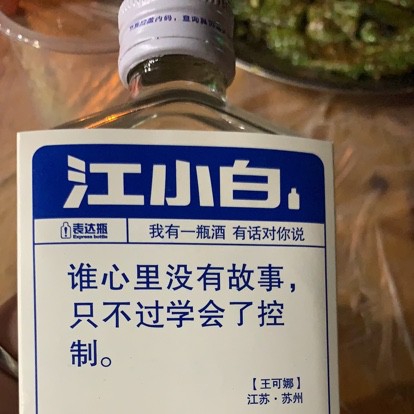 江小白
表达瓶
Express bottle
我有一瓶酒 有话对你说
谁心里没有故事，
只不过学会了控
制。
【王可娜】
江苏·苏州